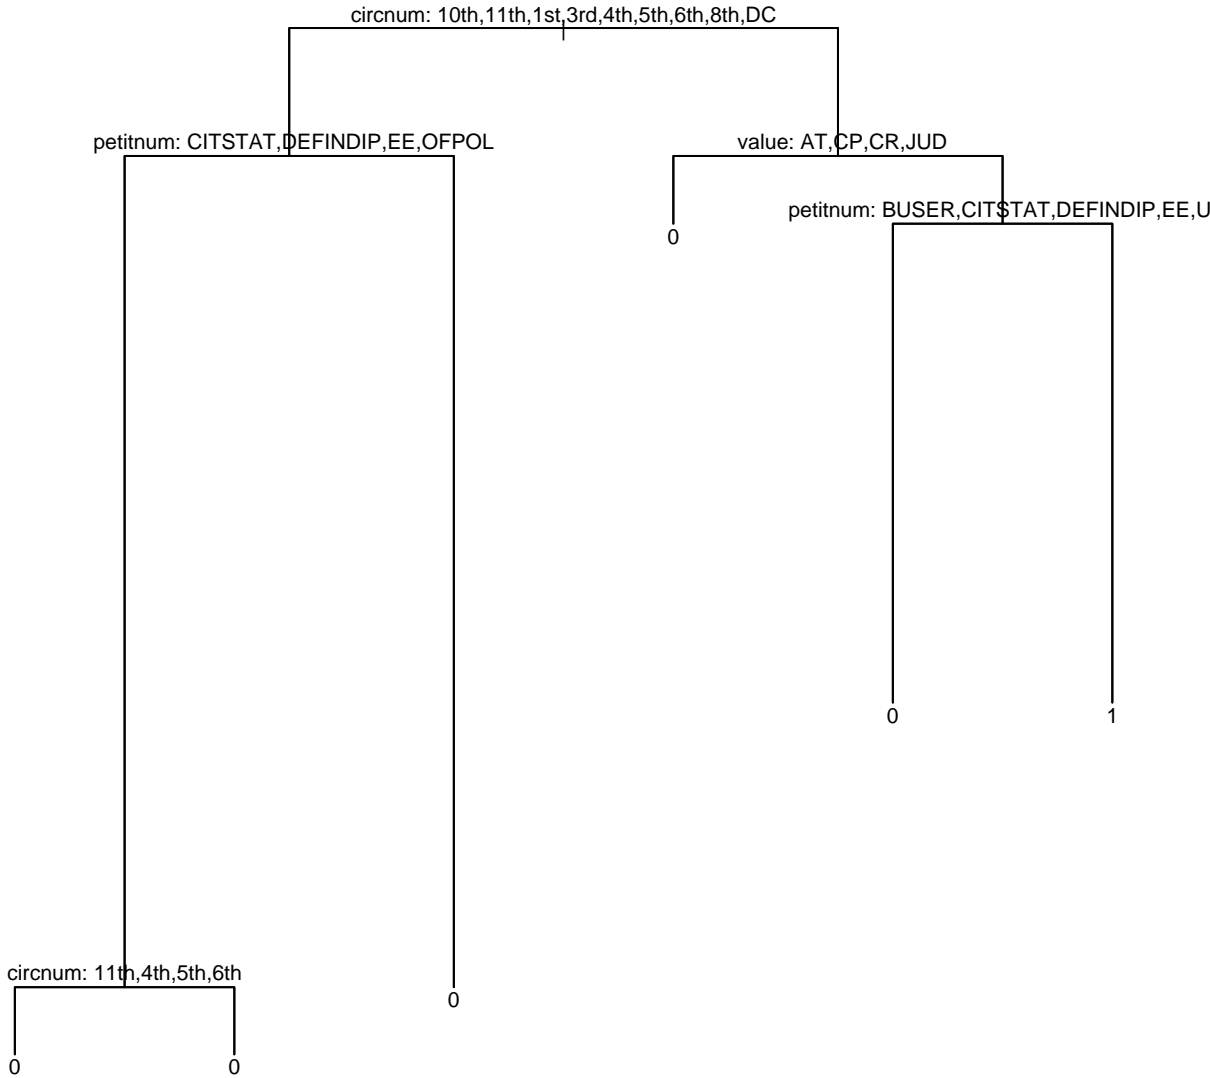 circnum: 10th,11th,1st,3rd,4th,5th,6th,8th,DC
petitnum: CITSTAT,DEFINDIP,EE,OFPOL
value: AT,CP,CR,JUD
petitnum: BUSER,CITSTAT,DEFINDIP,EE,U
0
0
1
circnum: 11th,4th,5th,6th
0
0
0